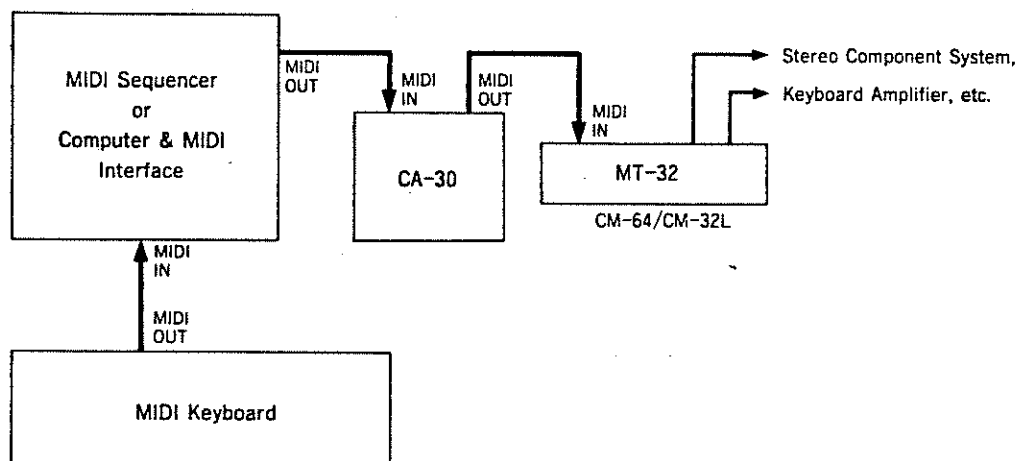 MIDI Sequencer
or
Computer & MIDI
Interface
MIDI
OUT
MIDI
IN
CA-30
MIDI
OUT
MIDI
IN
MT-32
CM-64/CM-32L
Stereo Component System,
Keyboard Amplifier, etc.
MIDI
IN
MIDI
OUT
MIDI Keyboard